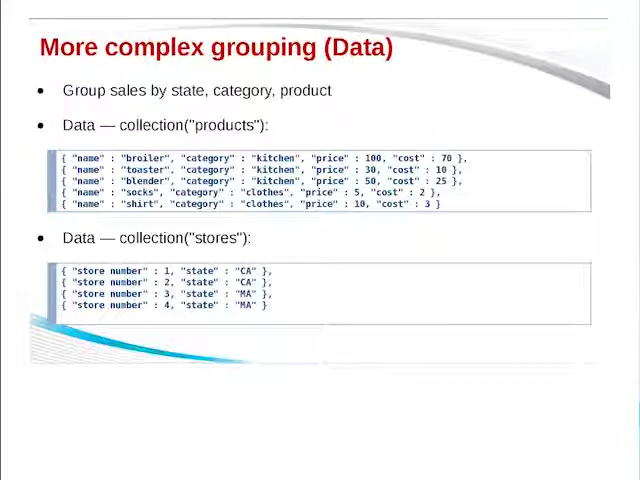 More complex grouping (Data)
• Group sales by state, category, product
• Data — collection("products"):
{ "name" : "broiler", "category" : "kitchen", "price" : 100, "cost" : 70 },
{ "name" : "toaster", "category" : "kitchen", "price" : 30, "cost" : 10 },
{ "name" : "blender", "category" : "kitchen", "price" : 50, "cost" : 25 },
{ "name" : "socks", "category" : "clothes", "price" : 5, "cost" : 2 },
{ "name" : "shirt", "category" : "clothes", "price" : 10, "cost" : 3 }
• Data — collection("stores"):
{ "store number" : 1, "state" : "CA" },
{ "store number" : 2, "state" : "CA" },
{ "store number" : 3, "state" : "MA" },
{ "store number" : 4, "state" : "MA" }